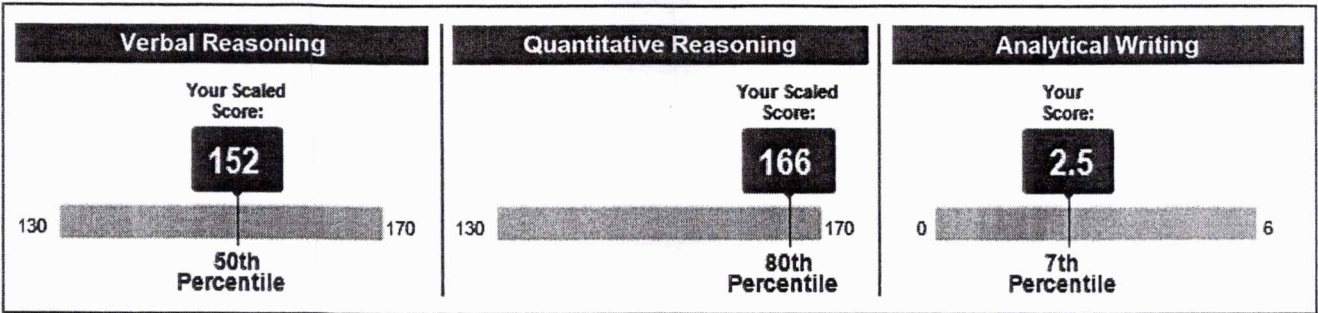 Verbal Reasoning
Your Scaled
Score:
152
130
170
50th
Percentile
Quantitative Reasoning
Your Scaled
Score:
166
130
170
80th
Percentile
Analytical Writing
Your
Score:
2.5
0
6
7th
Percentile